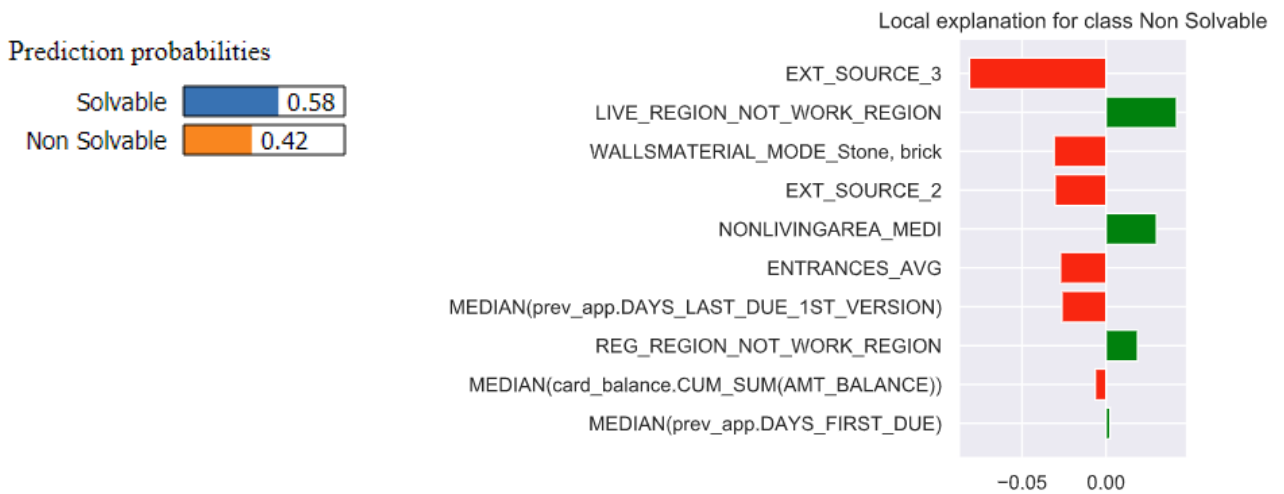 Prediction probabilities
Solvable 0.58
Non Solvable 0.42
Local explanation for class Non Solvable
EXT_SOURCE_3
LIVE_REGION_NOT_WORK_REGION
WALLSMATERIAL_MODE_Stone, brick
EXT_SOURCE_2
NONLIVINGAREA_MEDI
ENTRANCES_AVG
MEDIAN(prev_app.DAYS_LAST_DUE_1ST_VERSION)
REG_REGION_NOT_WORK_REGION
MEDIAN(card_balance.CUM_SUM(AMT_BALANCE))
MEDIAN(prev_app.DAYS_FIRST_DUE)
−0.05 0.00